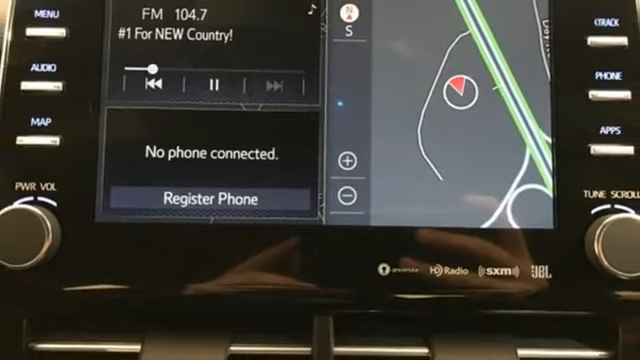 MENU
FM 104.7
N
S
<TRACK
#1 For NEW Country!
AUDIO
PHONE
MAP
APPS
No phone connected.
PWR VOL
Register Phone
TUNE SCROLL
gracenote HD Radio ((sxm)) JBL